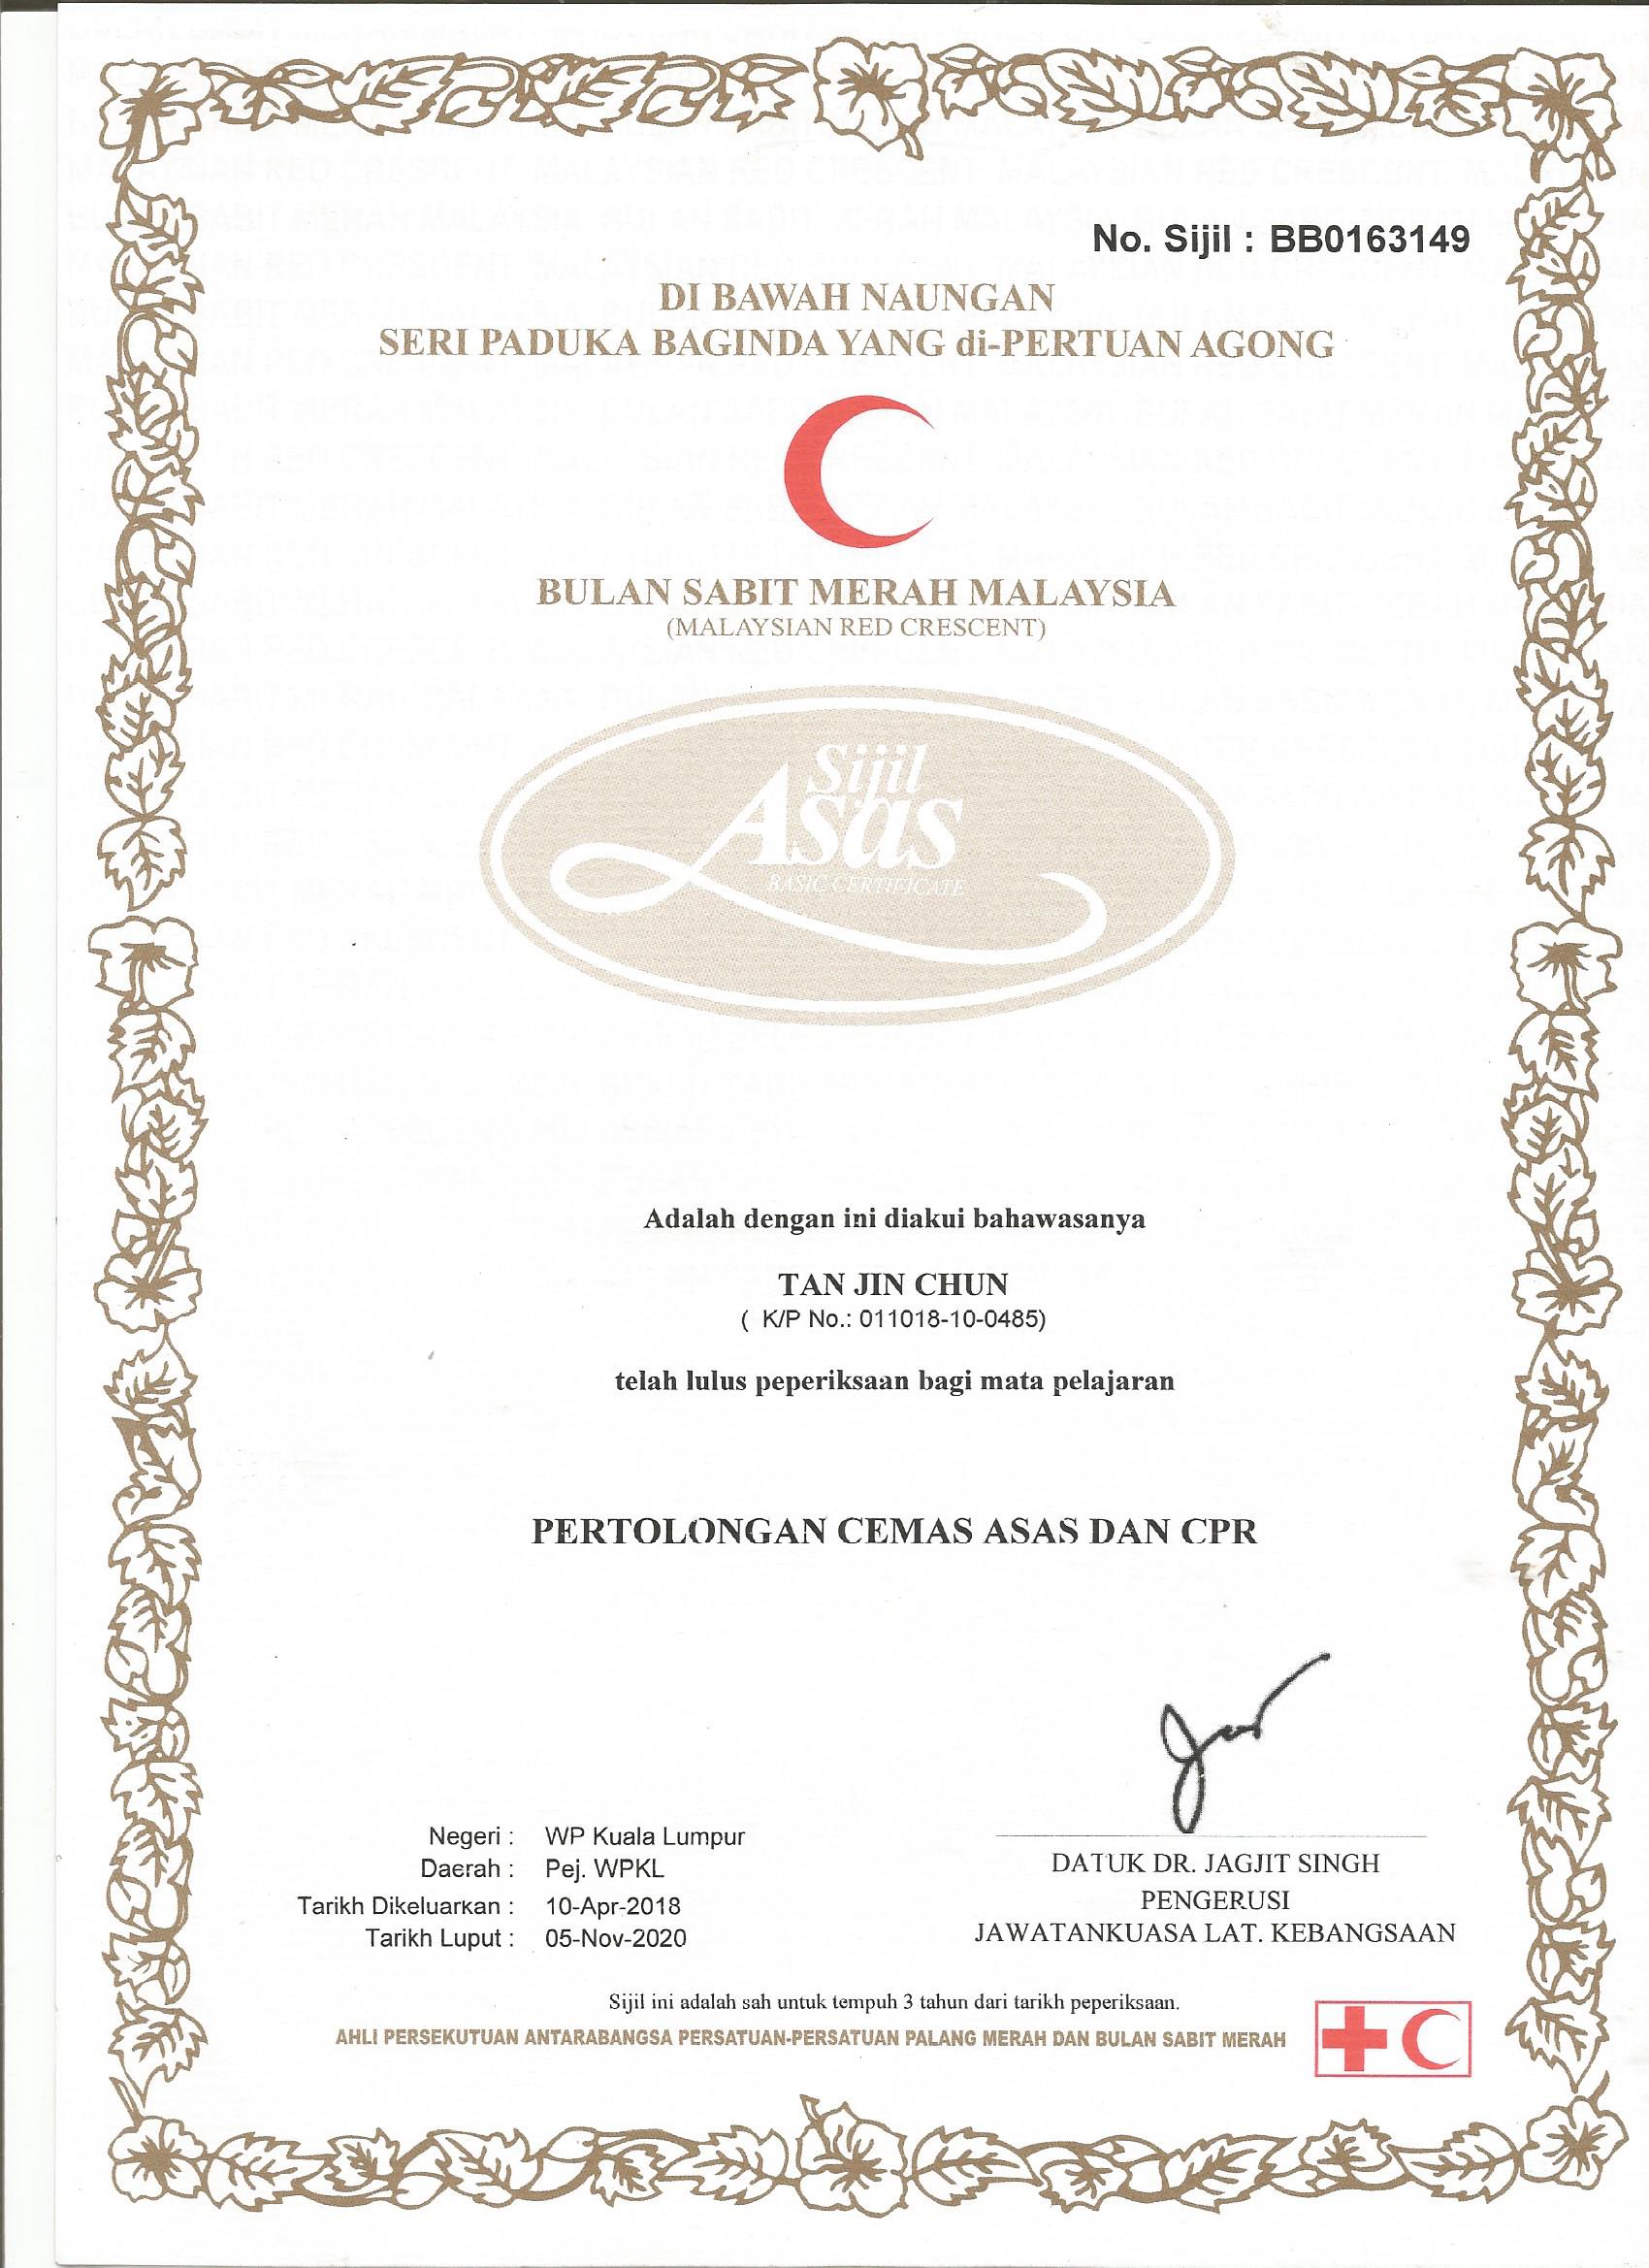 No. Sijil : BB0163149
DI BAWAH NAUNGAN
SERI PADUKA BAGINDA YANG di-PERTUAN AGONG
BULAN SABIT MERAH MALAYSIA
(MALAYSIAN RED CRESCENT)
Sijil
Asas
BASIC CERTIFICATE
Adalah dengan ini diakui bahawasanya
TAN JIN CHUN
( K/P No.: 011018-10-0485)
telah lulus peperiksaan bagi mata pelajaran
PERTOLONGAN CEMAS ASAS DAN CPR
Negeri : WP Kuala Lumpur
Daerah : Pej. WPKL
Tarikh Dikeluarkan : 10-Apr-2018
Tarikh Luput : 05-Nov-2020
DATUK DR. JAGJIT SINGH
PENGERUSI
JAWATANKUASA LAT. KEBANGSAAN
Sijil ini adalah sah untuk tempuh 3 tahun dari tarikh peperiksaan.
AHLI PERSEKUTUAN ANTARABANGSA PERSATUAN-PERSATUAN PALANG MERAH DAN BULAN SABIT MERAH